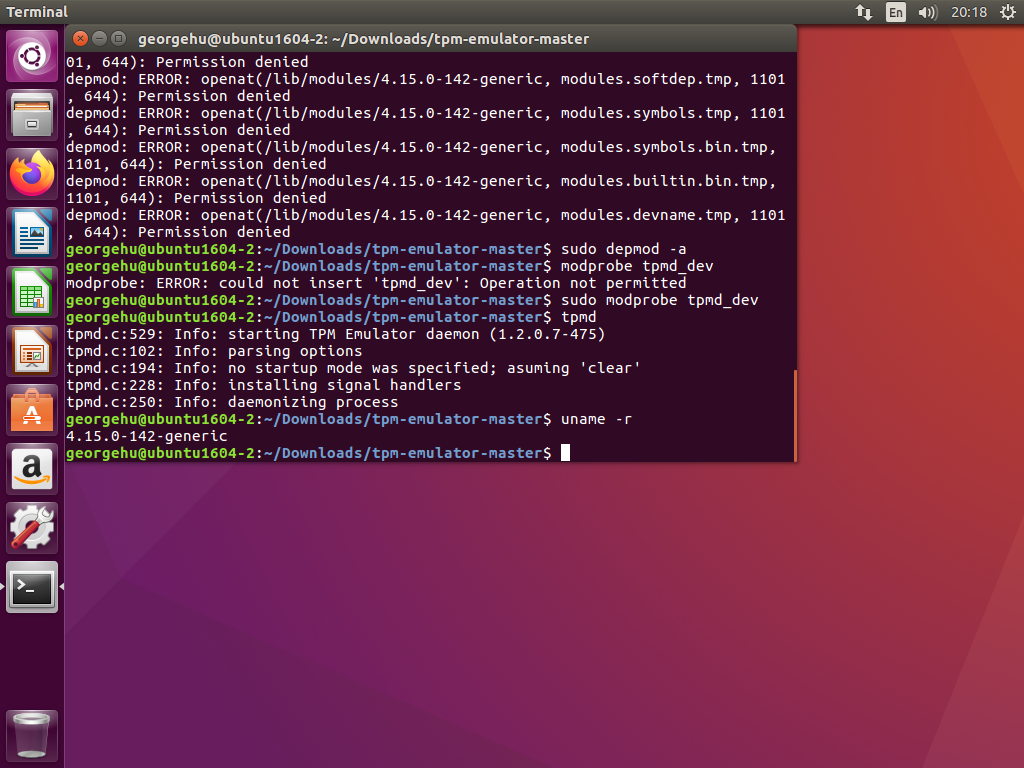 Terminal
En
20:18
georgehu@ubuntu1604-2: ~/Downloads/tpm-emulator-master
01, 644): Permission denied
depmod: ERROR: openat(/lib/modules/4.15.0-142-generic, modules.softdep.tmp, 1101
, 644): Permission denied
depmod: ERROR: openat(/lib/modules/4.15.0-142-generic, modules.symbols.tmp, 1101
, 644): Permission denied
depmod: ERROR: openat(/lib/modules/4.15.0-142-generic, modules.symbols.bin.tmp, 
1101, 644): Permission denied
depmod: ERROR: openat(/lib/modules/4.15.0-142-generic, modules.builtin.bin.tmp, 
1101, 644): Permission denied
depmod: ERROR: openat(/lib/modules/4.15.0-142-generic, modules.devname.tmp, 1101
, 644): Permission denied
georgehu@ubuntu1604-2:~/Downloads/tpm-emulator-master$ sudo depmod -a
georgehu@ubuntu1604-2:~/Downloads/tpm-emulator-master$ modprobe tpmd_dev
modprobe: ERROR: could not insert 'tpmd_dev': Operation not permitted
georgehu@ubuntu1604-2:~/Downloads/tpm-emulator-master$ sudo modprobe tpmd_dev
georgehu@ubuntu1604-2:~/Downloads/tpm-emulator-master$ tpmd
tpmd.c:529: Info: starting TPM Emulator daemon (1.2.0.7-475)
tpmd.c:102: Info: parsing options
tpmd.c:194: Info: no startup mode was specified; asuming 'clear'
tpmd.c:228: Info: installing signal handlers
tpmd.c:250: Info: daemonizing process
georgehu@ubuntu1604-2:~/Downloads/tpm-emulator-master$ uname -r
4.15.0-142-generic
georgehu@ubuntu1604-2:~/Downloads/tpm-emulator-master$